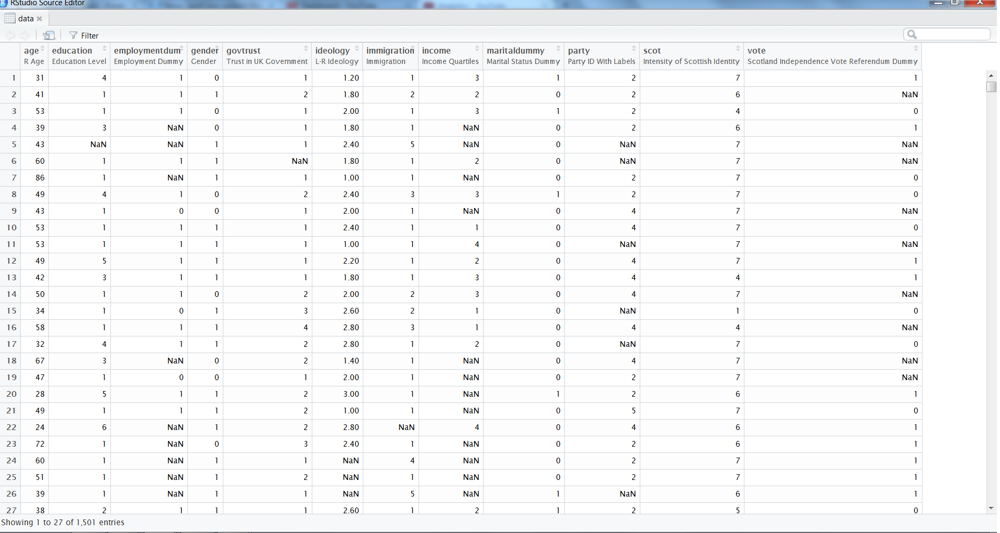 RStudio Source Editor
data
Filter
age education employmentdum gender govtrust ideology immigration income maritaldummy party scot vote
R Age Education Level Employment Dummy Gender Trust in UK Government L-R Ideology Immigration Income Quartiles Marital Status Dummy Party ID With Labels Intensity of Scottish Identity Scotland Independence Vote Referendum Dummy
1 31 4 1 0 1 1.20 1 3 1 2 7 1
2 41 1 1 1 2 1.80 2 2 0 2 6 NaN
3 53 1 1 0 1 2.00 1 3 1 2 4 0
4 39 3 NaN 0 1 1.80 1 NaN 0 2 6 1
5 43 NaN NaN 1 1 2.40 5 NaN 0 NaN 7 NaN
6 60 1 1 1 NaN 1.80 1 2 0 NaN 7 NaN
7 86 1 NaN 1 1 1.00 1 NaN 0 2 7 0
8 49 4 1 0 2 2.40 3 3 1 2 7 0
9 43 1 0 0 1 2.00 1 NaN 0 4 7 NaN
10 53 1 1 1 1 2.40 1 1 0 4 7 0
11 53 1 1 1 1 1.00 1 4 0 NaN 7 NaN
12 49 5 1 1 1 2.20 1 2 0 4 7 1
13 42 3 1 1 1 1.80 1 3 0 4 4 1
14 50 1 1 0 2 2.00 2 3 0 4 7 NaN
15 34 1 0 1 3 2.60 2 1 0 NaN 1 0
16 58 1 1 1 4 2.80 3 1 0 4 4 NaN
17 32 4 1 1 2 2.80 1 2 0 NaN 7 0
18 67 3 NaN 0 2 1.40 1 NaN 0 4 7 NaN
19 47 1 0 0 1 2.00 1 NaN 0 2 7 NaN
20 28 5 1 1 2 3.00 1 NaN 1 2 6 1
21 49 1 1 1 2 1.00 1 NaN 0 5 7 0
22 24 6 NaN 1 2 2.80 NaN 4 0 4 6 1
23 72 1 NaN 0 3 2.40 1 NaN 0 2 6 1
24 60 1 NaN 1 1 NaN 4 NaN 0 2 7 1
25 51 1 NaN 1 2 NaN 1 NaN 0 2 7 1
26 39 1 NaN 1 1 NaN 5 NaN 1 NaN 6 1
27 38 2 1 1 1 2.60 1 2 1 2 5 0
Showing 1 to 27 of 1,501 entries